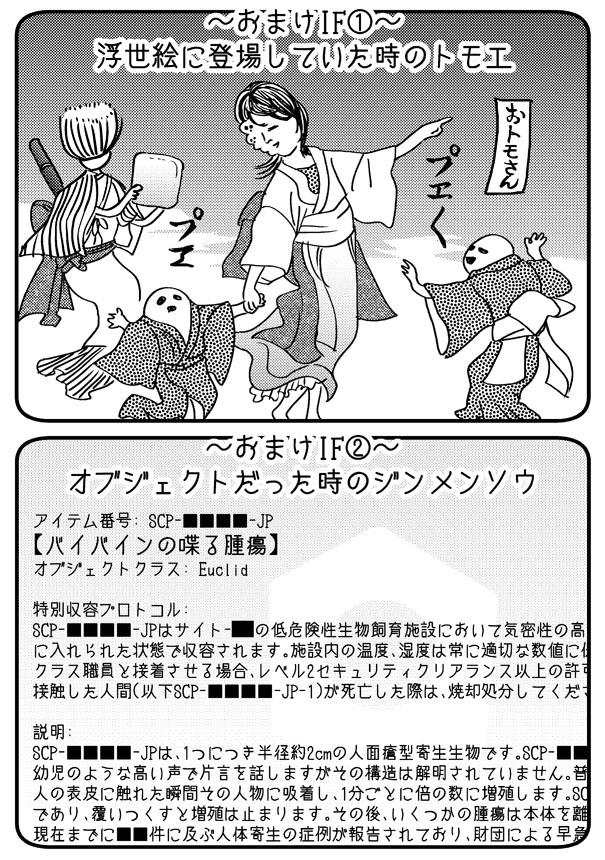 〜おまけIF①〜
浮世絵に登場していた時のトモエ
おトモさん
プエく
プエ
〜おまけIF②〜
オブジェクトだった時のジンメンソウ
アイテム番号: SCP-■■■■-JP
【バイバインの喋る腫瘍】
オブジェクトクラス: Euclid
特別収容プロトコル:
SCP-■■■■-JPはサイト-■■の低危険性生物飼育施設において気密性の高
に入れられた状態で収容されます。施設内の温度、湿度は常に適切な数値に
クラス職員と接着させる場合、レベル2セキュリティクリアランス以上の許
接触した人間(以下SCP-■■■■-JP-1)が死亡した際は、焼却処分してくだ
説明:
SCP-■■■■-JPは、1つにつき半径約2cmの人面瘡型寄生生物です。SCP-■■
幼児のような高い声で片言を話しますがその構造は解明されていません。普
人の表皮に触れた瞬間その人物に吸着し、1分ごとに倍の数に増殖します。SC
であり、覆いつくすと増殖は止まります。その後、いくつかの腫瘍は本体を離
現在までに■■件に及ぶ人体寄生の症例が報告されており、財団による早急